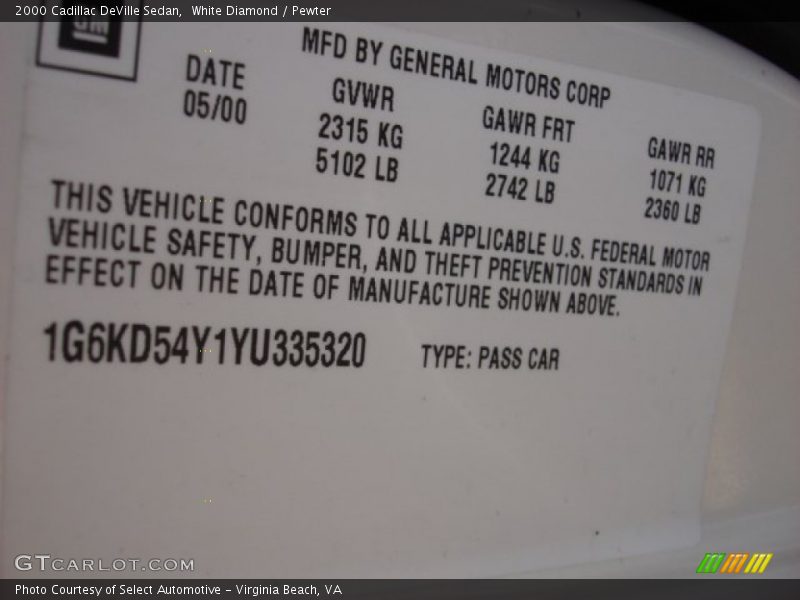 2000 Cadillac DeVille Sedan,  White Diamond / Pewter
GM
MFD BY GENERAL MOTORS CORP
DATE GVWR GAWR FRT GAWR RR
05/00 2315 KG 1244 KG 1071 KG
5102 LB 2742 LB 2360 LB
THIS VEHICLE CONFORMS TO ALL APPLICABLE U.S. FEDERAL MOTOR
VEHICLE SAFETY, BUMPER, AND THEFT PREVENTION STANDARDS IN
EFFECT ON THE DATE OF MANUFACTURE SHOWN ABOVE.
1G6KD54Y1YU335320 TYPE: PASS CAR
GTCARLOT.COM
Photo Courtesy of Select Automotive – Virginia Beach, VA